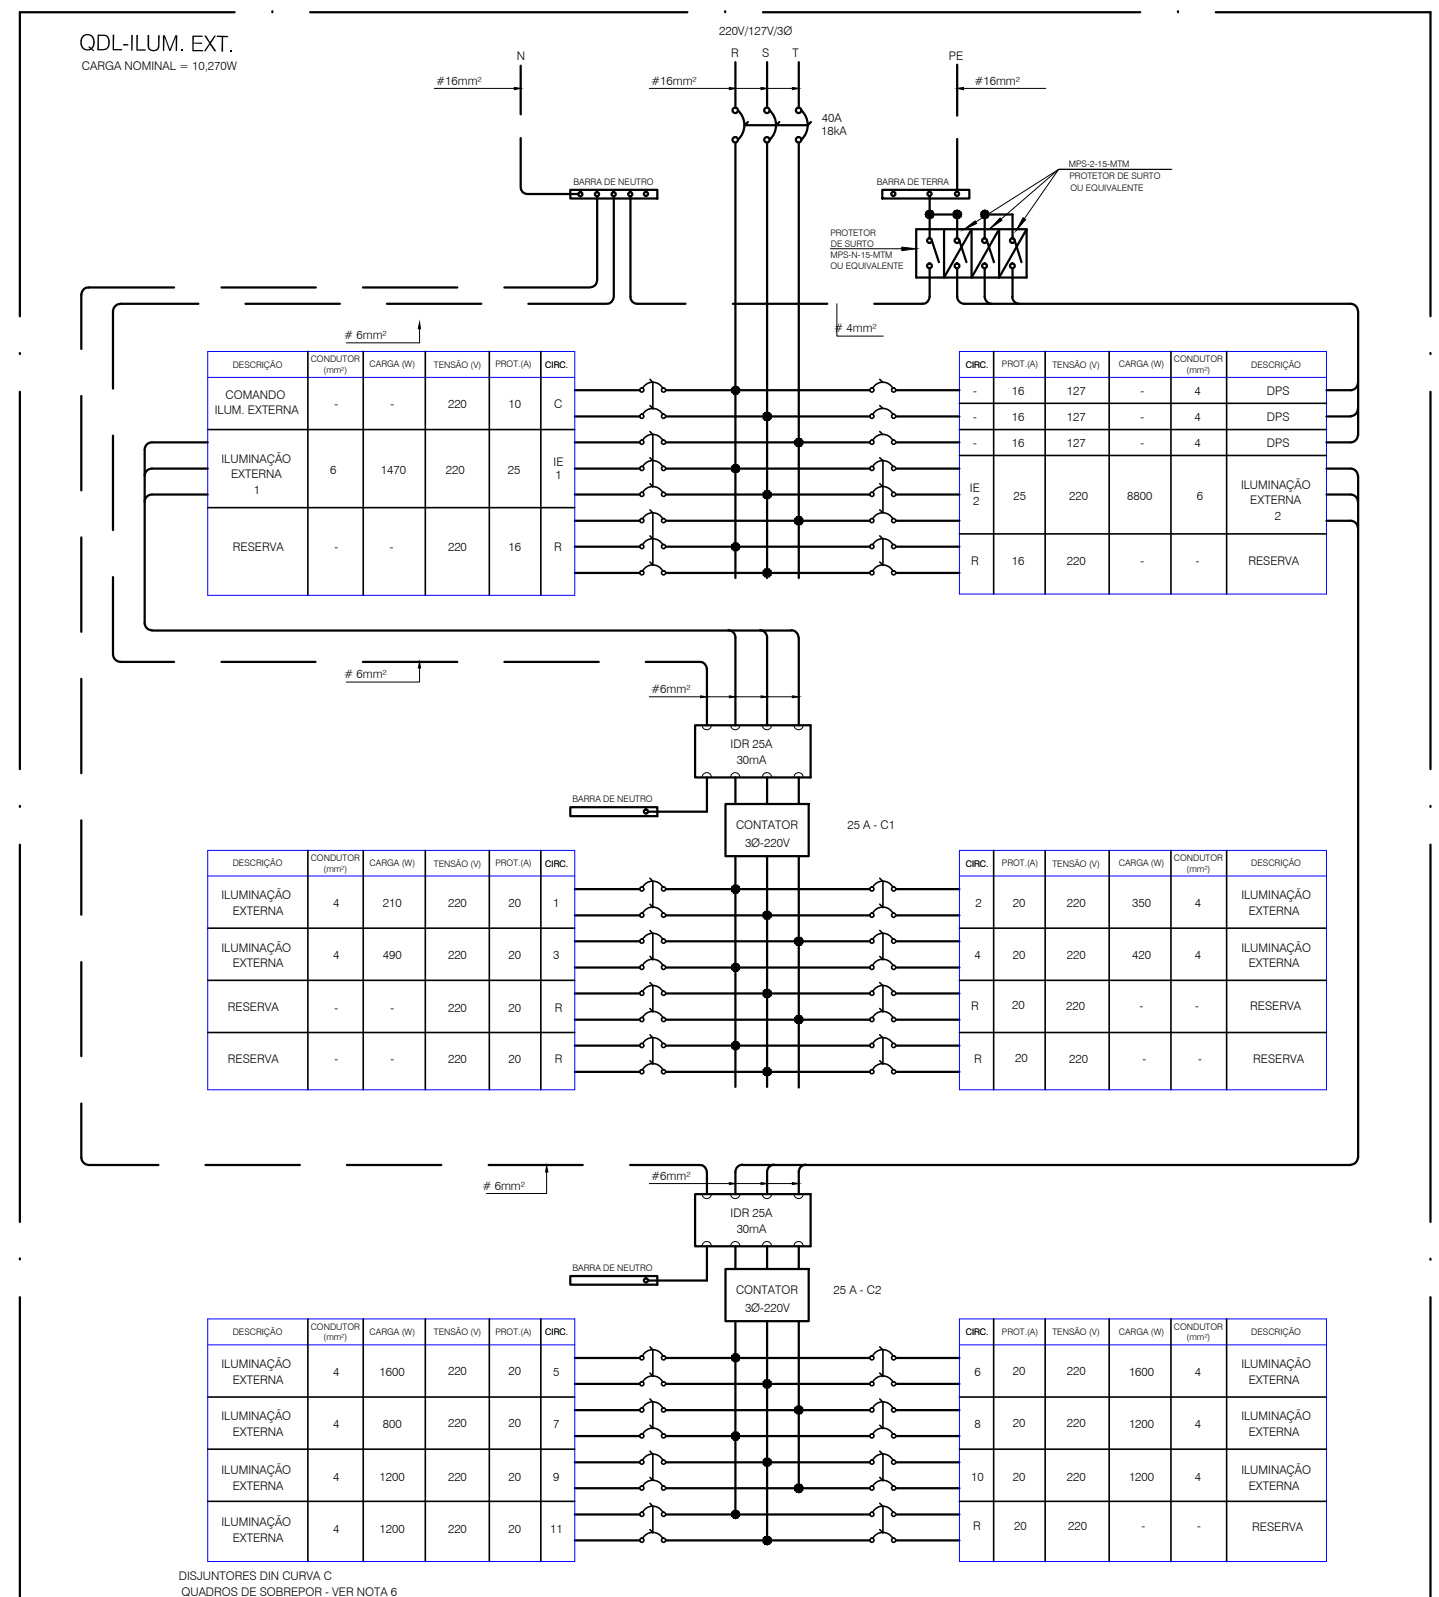 QDL-ILUM. EXT.
CARGA NOMINAL = 10,270W
220V/127V/3Ø
N
R S T
PE
#16mm²
#16mm²
#16mm²
40A
18kA
BARRA DE NEUTRO
BARRA DE TERRA
MPS-2-15-MTM
PROTETOR DE SURTO
OU EQUIVALENTE
PROTETOR
DE SURTO
MPS-N-15-MTM
OU EQUIVALENTE
# 6mm²
# 4mm²
DESCRIÇÃO CONDUTOR (mm²) CARGA (W) TENSÃO (V) PROT.(A) CIRC.
COMANDO ILUM. EXTERNA - - 220 10 C
ILUMINAÇÃO EXTERNA 1 6 1470 220 25 IE 1
RESERVA - - 220 16 R
CIRC. PROT.(A) TENSÃO (V) CARGA (W) CONDUTOR (mm²) DESCRIÇÃO
- 16 127 - 4 DPS
- 16 127 - 4 DPS
- 16 127 - 4 DPS
IE 2 25 220 8800 6 ILUMINAÇÃO EXTERNA 2
R 16 220 - - RESERVA
# 6mm²
#6mm²
IDR 25A
30mA
BARRA DE NEUTRO
CONTATOR
3Ø-220V
25 A - C1
DESCRIÇÃO CONDUTOR (mm²) CARGA (W) TENSÃO (V) PROT.(A) CIRC.
ILUMINAÇÃO EXTERNA 4 210 220 20 1
ILUMINAÇÃO EXTERNA 4 490 220 20 3
RESERVA - - 220 20 R
RESERVA - - 220 20 R
CIRC. PROT.(A) TENSÃO (V) CARGA (W) CONDUTOR (mm²) DESCRIÇÃO
2 20 220 350 4 ILUMINAÇÃO EXTERNA
4 20 220 420 4 ILUMINAÇÃO EXTERNA
R 20 220 - - RESERVA
R 20 220 - - RESERVA
# 6mm²
#6mm²
IDR 25A
30mA
BARRA DE NEUTRO
CONTATOR
3Ø-220V
25 A - C2
DESCRIÇÃO CONDUTOR (mm²) CARGA (W) TENSÃO (V) PROT.(A) CIRC.
ILUMINAÇÃO EXTERNA 4 1600 220 20 5
ILUMINAÇÃO EXTERNA 4 800 220 20 7
ILUMINAÇÃO EXTERNA 4 1200 220 20 9
ILUMINAÇÃO EXTERNA 4 1200 220 20 11
CIRC. PROT.(A) TENSÃO (V) CARGA (W) CONDUTOR (mm²) DESCRIÇÃO
6 20 220 1600 4 ILUMINAÇÃO EXTERNA
8 20 220 1200 4 ILUMINAÇÃO EXTERNA
10 20 220 1200 4 ILUMINAÇÃO EXTERNA
R 20 220 - - RESERVA
DISJUNTORES DIN CURVA C
QUADROS DE SOBREPOR - VER NOTA 6